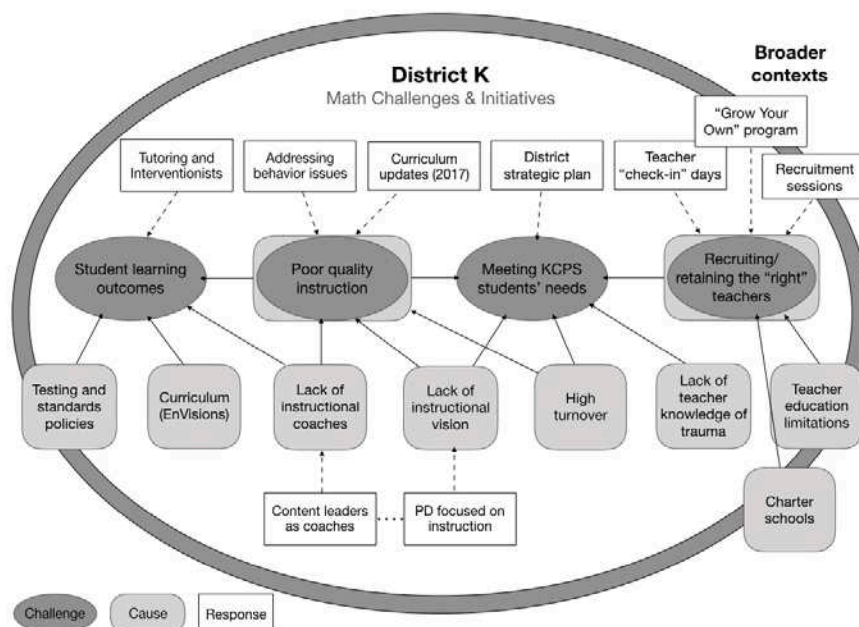 District K
Math Challenges & Initiatives
Broader
contexts
“Grow Your
Own” program
Tutoring and
Interventionists
Addressing
behavior issues
Curriculum
updates (2017)
District
strategic plan
Teacher
“check-in” days
Recruitment
sessions
Student learning
outcomes
Poor quality
instruction
Meeting KCPS
students’ needs
Recruiting/
retaining the “right”
teachers
Testing and
standards
policies
Curriculum
(EnVisions)
Lack of
instructional
coaches
Lack of
instructional
vision
High
turnover
Lack of
teacher
knowledge of
trauma
Teacher
education
limitations
Content leaders
as coaches
PD focused on
instruction
Charter
schools
Challenge
Cause
Response